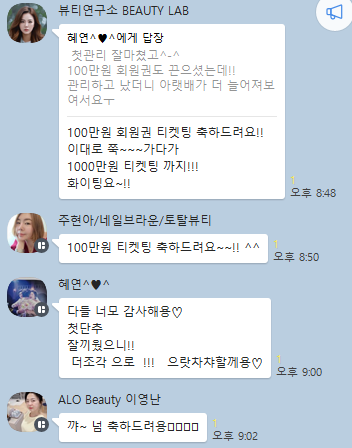 뷰티연구소 BEAUTY LAB
혜연^♥^에게 답장
첫관리 잘마쳤고^-^
100만원 회원권도 끈으셨는데!!
관리하고 났더니 아랫배가 더 늘어져보
여서요ㅜ
100만원 회원권 티켓팅 축하드려요!!
이대로 쭉~~~가다가
1000만원 티켓팅 까지!!!
화이팅요~!!
1
오후 8:48
주현아/네일브라운/토탈뷰티
100만원 티켓팅 축하드려요~~!! ^^
1
오후 8:50
혜연^♥^
다들 너모 감사해용♡
첫단추
잘끼웠으니!!
더조각 으로 !!! 으랏차차할께용♡
1
오후 9:00
ALO Beauty 이영난
꺄~ 넘 축하드려용▯▯▯▯
1
오후 9:02